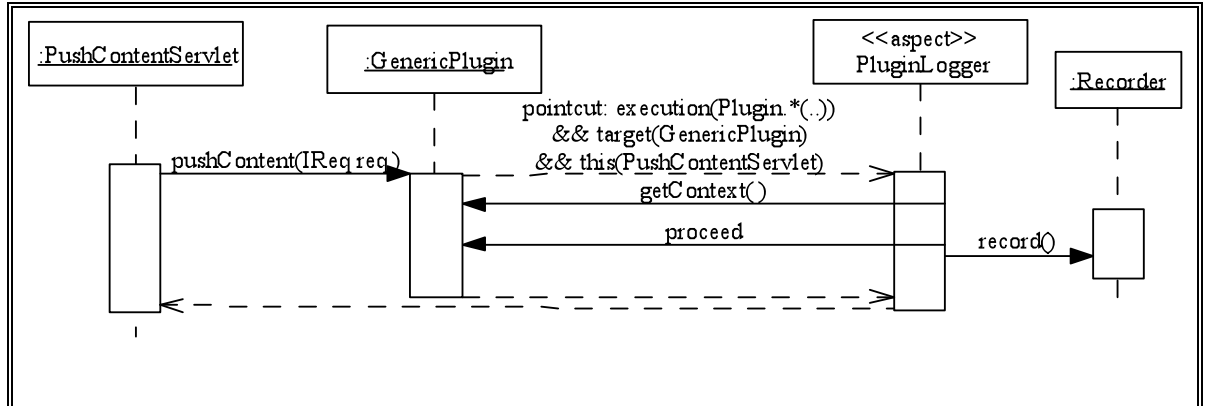 :PushContentServlet
:GenericPlugin
<<aspect>>
PluginLogger
:Recorder
pointcut: execution(Plugin.*(..))
&& target(GenericPlugin)
&& this(PushContentServlet)
pushContent(IReq req)
getContext()
proceed
record()